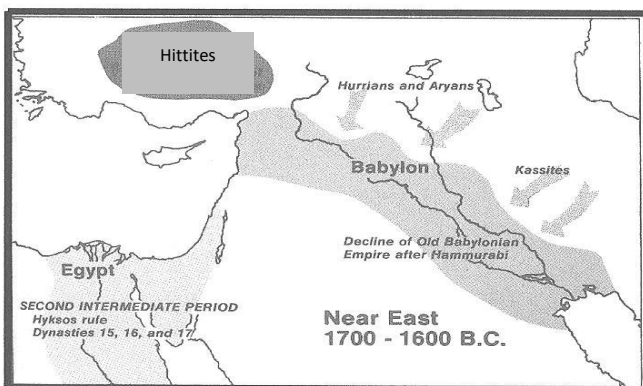 Hittites
Hurrians and Aryans
Babylon
Kassites
Decline of Old Babylonian
Empire after Hammurabi
Egypt
SECOND INTERMEDIATE PERIOD
Hyksos rule
Dynasties 15, 16, and 17
Near East
1700 - 1600 B.C.